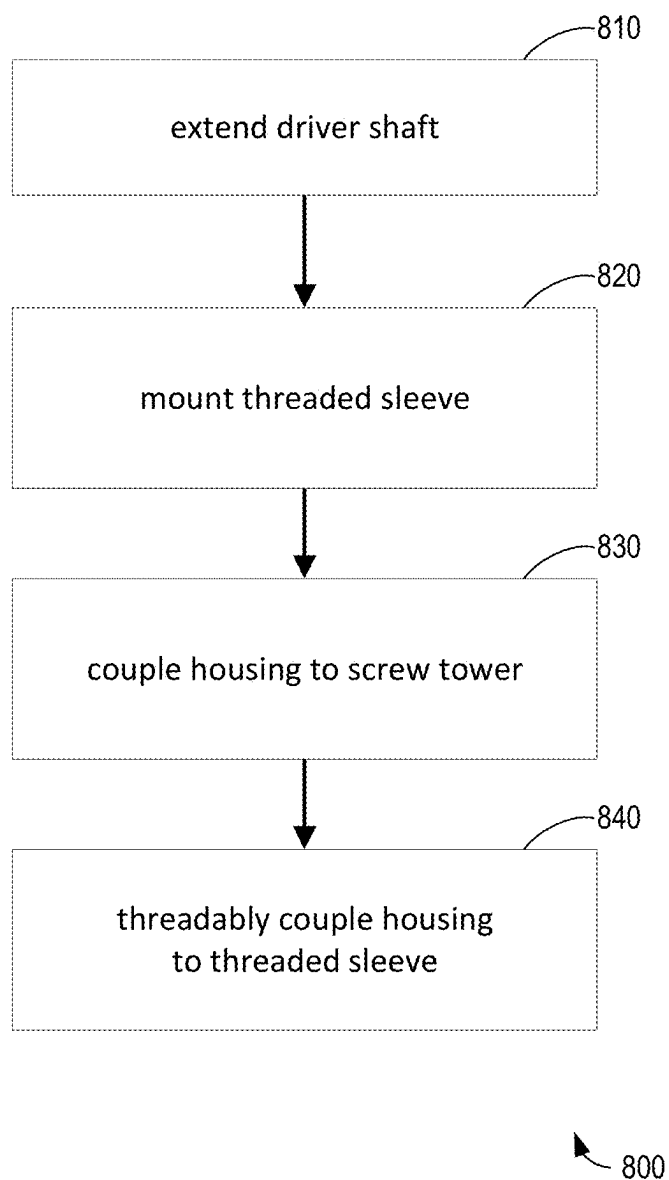 810
extend driver shaft
820
mount threaded sleeve
830
couple housing to screw tower
840
threadably couple housing
to threaded sleeve
800